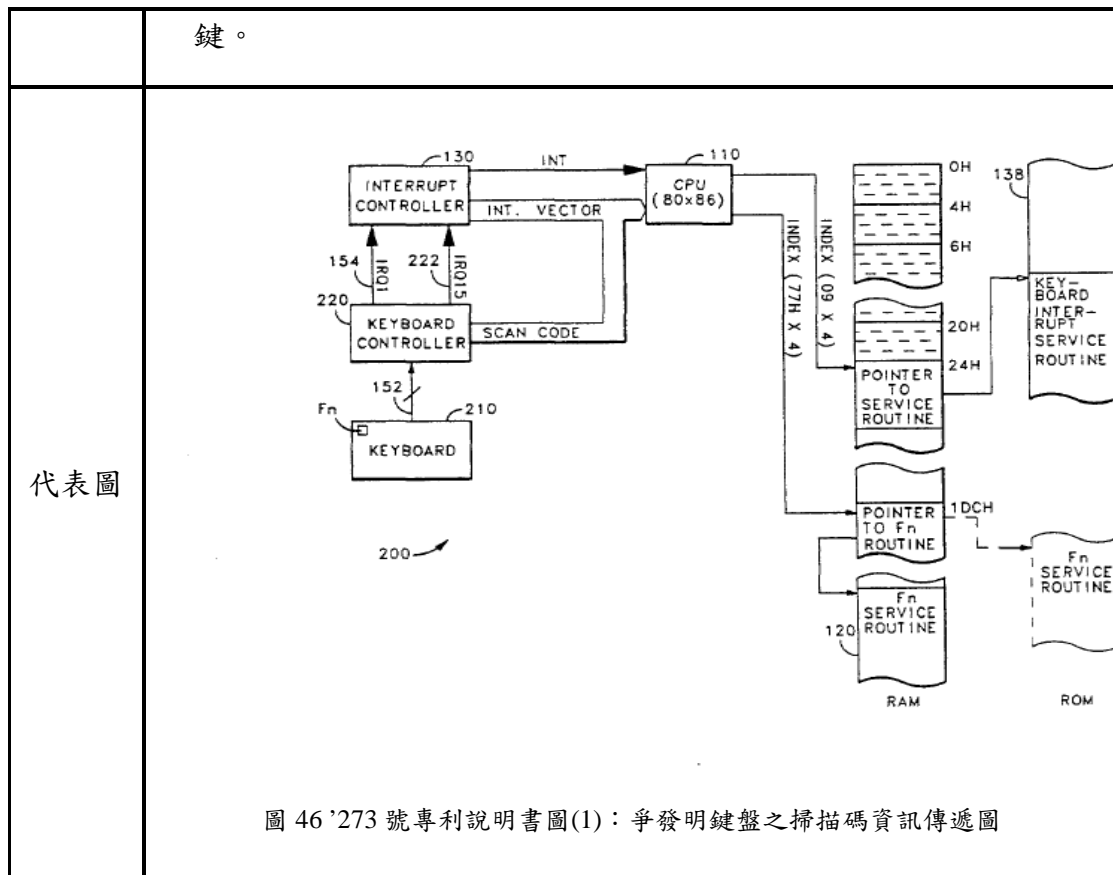 鍵。
代表圖
130
INTERRUPT
CONTROLLER
INT
INT. VECTOR
110
CPU
(80x86)
154
IRQ1
222
IRQ15
220
KEYBOARD
CONTROLLER
SCAN CODE
152
Fn
210
KEYBOARD
200
INDEX (77H X 4)
INDEX (09 X 4)
0H
4H
6H
20H
24H
POINTER
TO
SERVICE
ROUTINE
POINTER
TO Fn
ROUTINE
1DCH
Fn
SERVICE
ROUTINE
120
RAM
138
KEY-
BOARD
INTER-
RUPT
SERVICE
ROUTINE
Fn
SERVICE
ROUTINE
ROM
圖 46 '273 號專利說明書圖(1)：爭發明鍵盤之掃描碼資訊傳遞圖